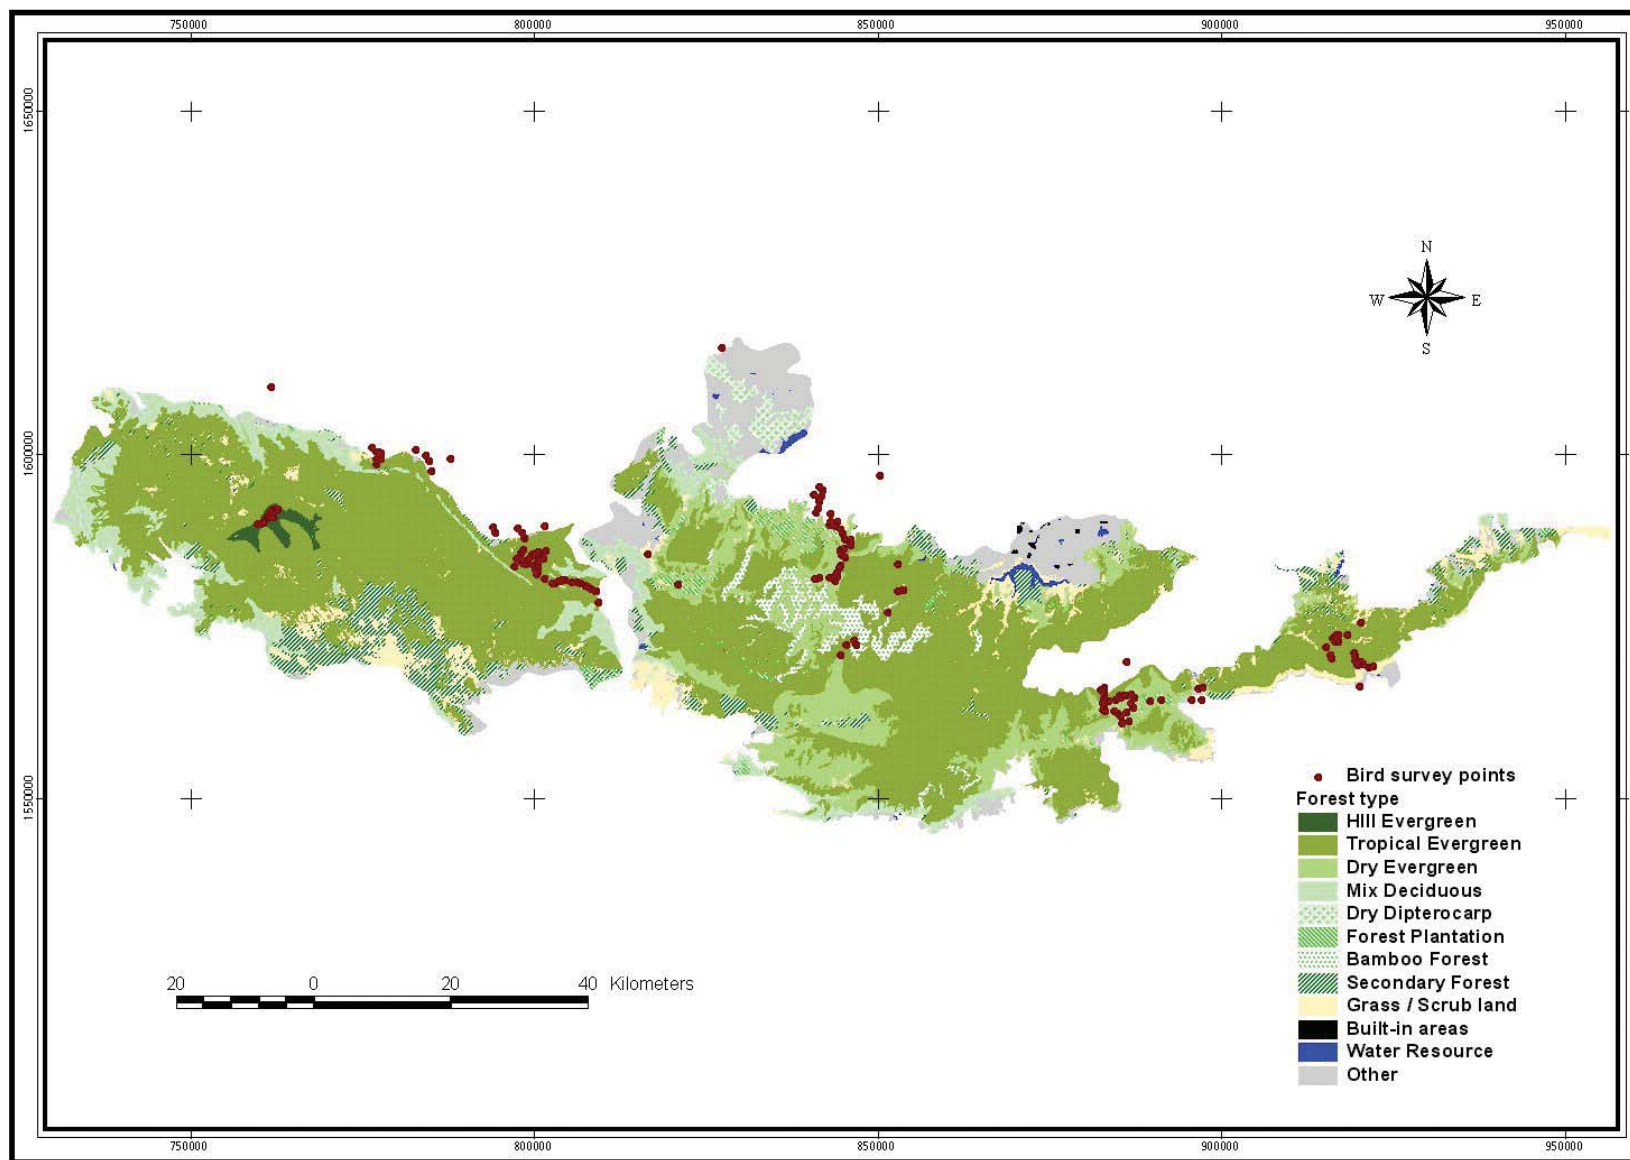 750000 800000 850000 900000 950000
1650000
N
W E
S
1600000
1550000
Bird survey points
Forest type
HIll Evergreen
Tropical Evergreen
Dry Evergreen
Mix Deciduous
Dry Dipterocarp
Forest Plantation
Bamboo Forest
Secondary Forest
Grass / Scrub land
Built-in areas
Water Resource
Other
20 0 20 40 Kilometers
750000 800000 850000 900000 950000